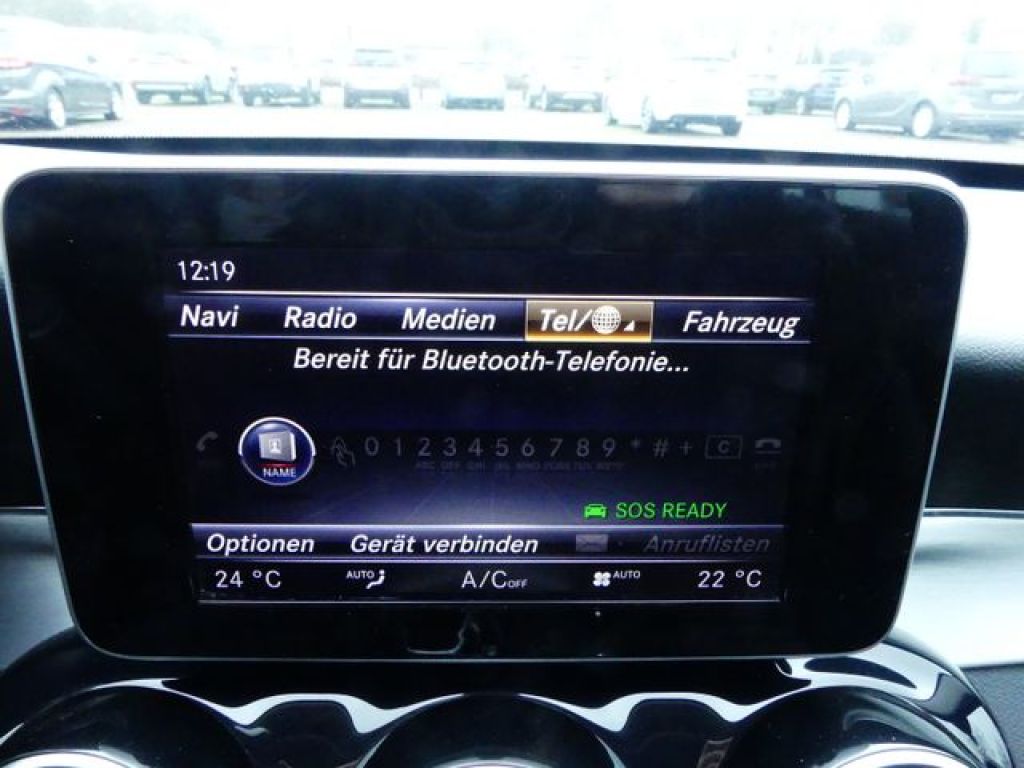 12:19
Navi Radio Medien Tel/ Fahrzeug
Bereit für Bluetooth-Telefonie...
NAME 0 1 2 3 4 5 6 7 8 9 * # + C
SOS READY
Optionen Gerät verbinden Anruflisten
24 °C AUTO A/C OFF AUTO 22 °C